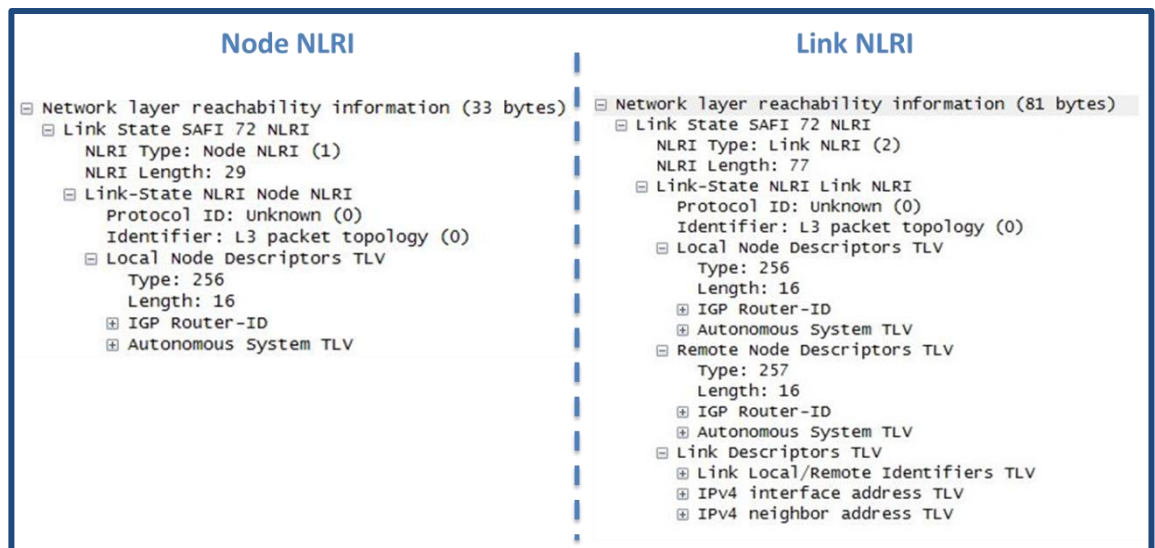 Node NLRI
Network layer reachability information (33 bytes)
Link State SAFI 72 NLRI
NLRI Type: Node NLRI (1)
NLRI Length: 29
Link-State NLRI Node NLRI
Protocol ID: Unknown (0)
Identifier: L3 packet topology (0)
Local Node Descriptors TLV
Type: 256
Length: 16
IGP Router-ID
Autonomous System TLV
Link NLRI
Network layer reachability information (81 bytes)
Link State SAFI 72 NLRI
NLRI Type: Link NLRI (2)
NLRI Length: 77
Link-State NLRI Link NLRI
Protocol ID: Unknown (0)
Identifier: L3 packet topology (0)
Local Node Descriptors TLV
Type: 256
Length: 16
IGP Router-ID
Autonomous System TLV
Remote Node Descriptors TLV
Type: 257
Length: 16
IGP Router-ID
Autonomous System TLV
Link Descriptors TLV
Link Local/Remote Identifiers TLV
IPv4 interface address TLV
IPv4 neighbor address TLV